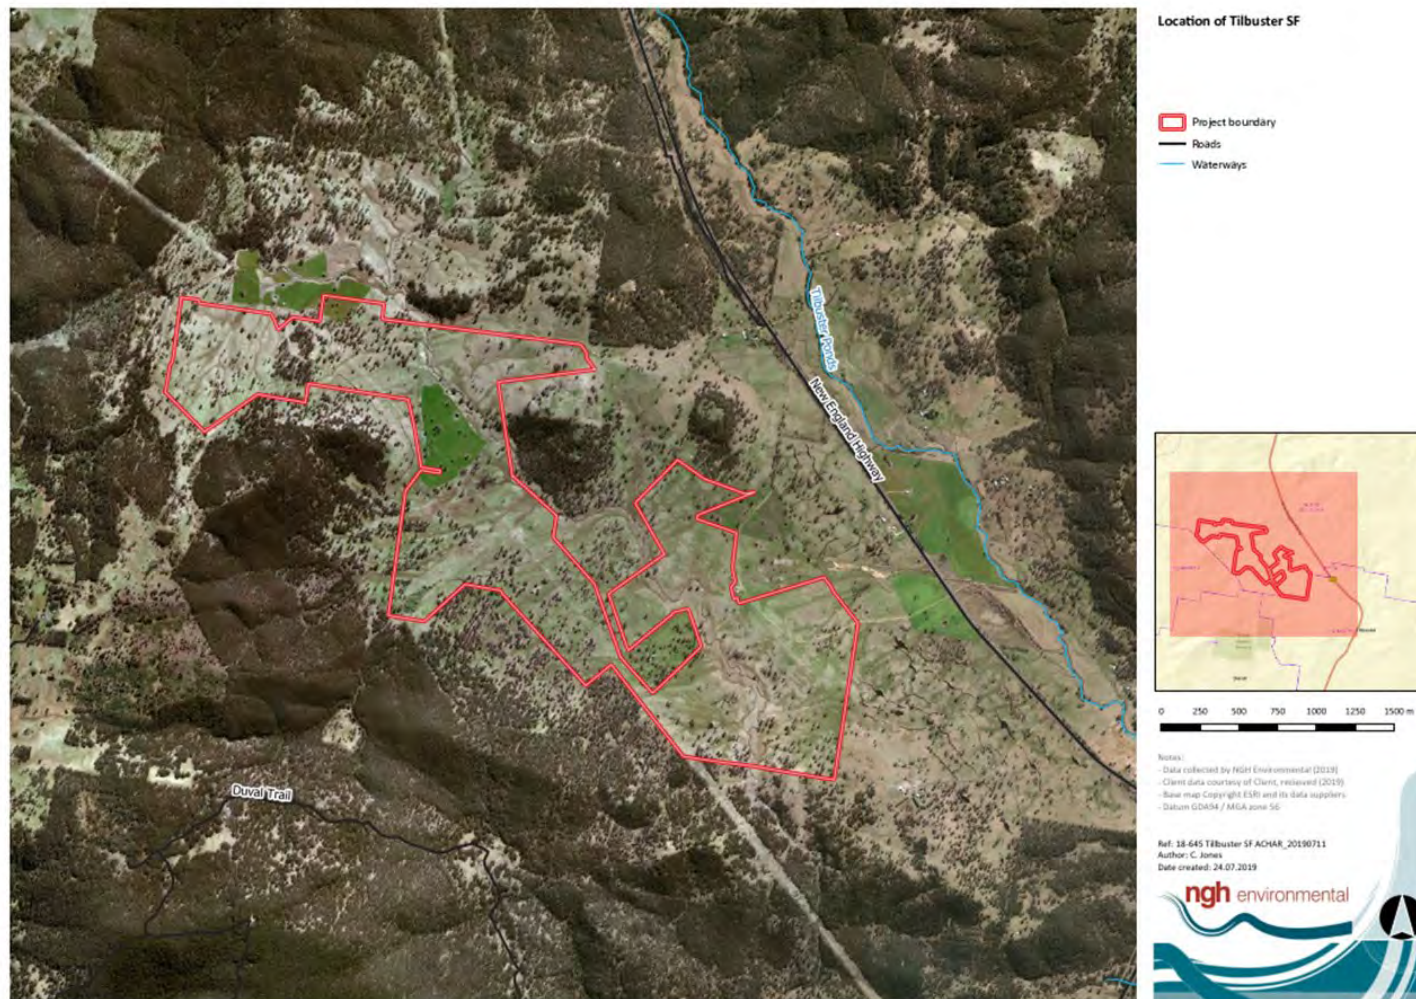 Location of Tilbuster SF
Project boundary
Roads
Waterways
Tilbuster Ponds
New England Highway
Duval Trail
0 250 500 750 1000 1250 1500 m
Notes:
- Data collected by NGH Environmental (2019)
- Client data courtesy of Client, recieved (2019)
- Base map Copyright ESRI and its data suppliers
- Datum GDA94 / MGA zone 56
Ref: 18-645 Tilbuster SF ACHAR_20190711
Author: C. Jones
Date created: 24.07.2019
ngh environmental